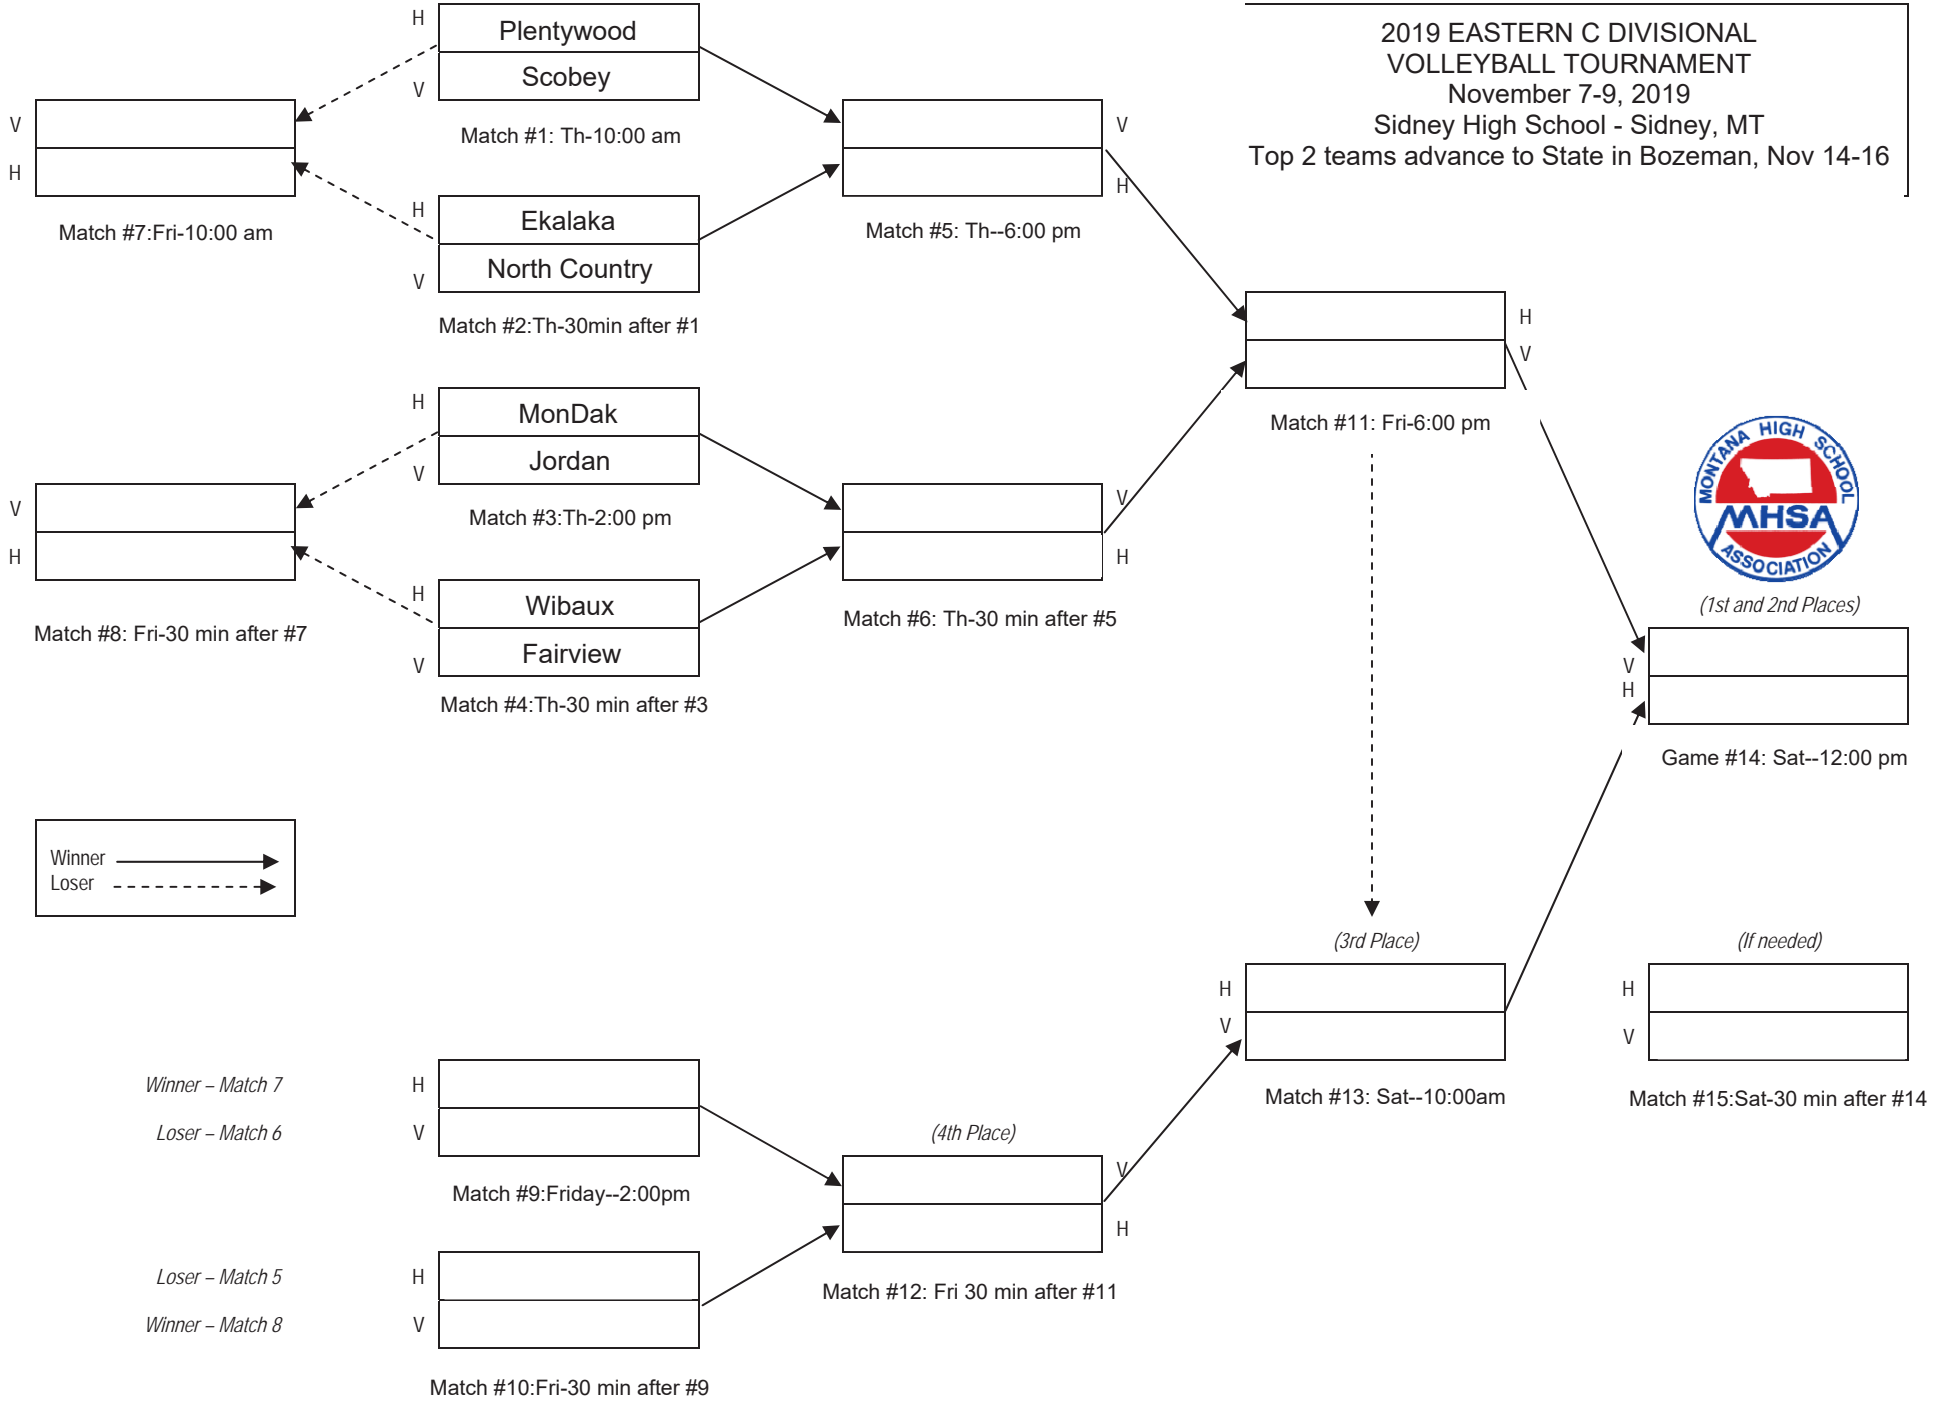 2019 EASTERN C DIVISIONAL
VOLLEYBALL TOURNAMENT
November 7-9, 2019
Sidney High School - Sidney, MT
Top 2 teams advance to State in Bozeman, Nov 14-16
H
Plentywood
V
Scobey
Match #1: Th-10:00 am
V
H
Match #7:Fri-10:00 am
H
Ekalaka
V
North Country
Match #2:Th-30min after #1
V
H
Match #5: Th--6:00 pm
H
V
Match #11: Fri-6:00 pm
H
MonDak
V
Jordan
Match #3:Th-2:00 pm
V
H
Match #8: Fri-30 min after #7
H
Wibaux
V
Fairview
Match #4:Th-30 min after #3
V
H
Match #6: Th-30 min after #5
MONTANA HIGH SCHOOL
MHSA
ASSOCIATION
(1st and 2nd Places)
V
H
Game #14: Sat--12:00 pm
Winner
Loser
(3rd Place)
H
V
Match #13: Sat--10:00am
(If needed)
H
V
Match #15:Sat-30 min after #14
Winner – Match 7
H
Loser – Match 6
V
Match #9:Friday--2:00pm
(4th Place)
V
H
Match #12: Fri 30 min after #11
Loser – Match 5
H
Winner – Match 8
V
Match #10:Fri-30 min after #9